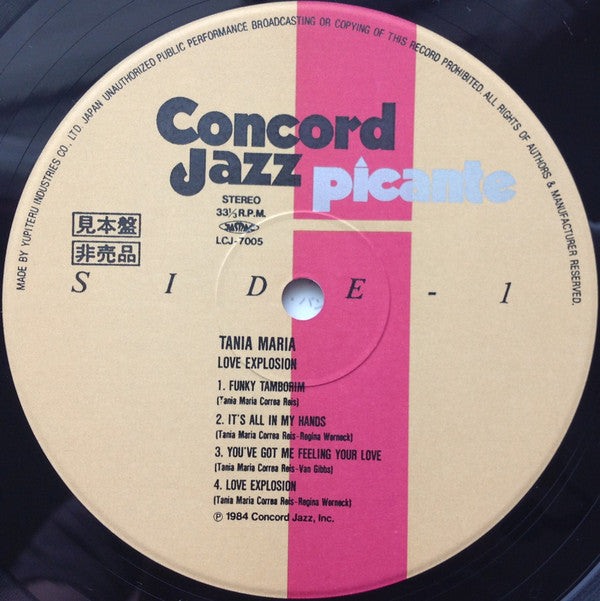 MADE BY YUPITERU INDUSTRIES CO., LTD. JAPAN UNAUTHORIZED PUBLIC PERFORMANCE BROADCASTING OR COPYING OF THIS RECORD PROHIBITED. ALL RIGHTS OF AUTHORS & MANUFACTURER RESERVED.
Concord
Jazz picante
STEREO
33⅓ R.P.M.
LCJ-7005
見本盤
非売品
SIDE-1
TANIA MARIA
LOVE EXPLOSION
1. FUNKY TAMBORIM
(Tania Maria Correa Reis)
2. IT'S ALL IN MY HANDS
(Tania Maria Correa Reis-Regina Werneck)
3. YOU'VE GOT ME FEELING YOUR LOVE
(Tania Maria Correa Reis-Van Gibbs)
4. LOVE EXPLOSION
(Tania Maria Correa Reis-Regina Werneck)
Ⓟ 1984 Concord Jazz, Inc.